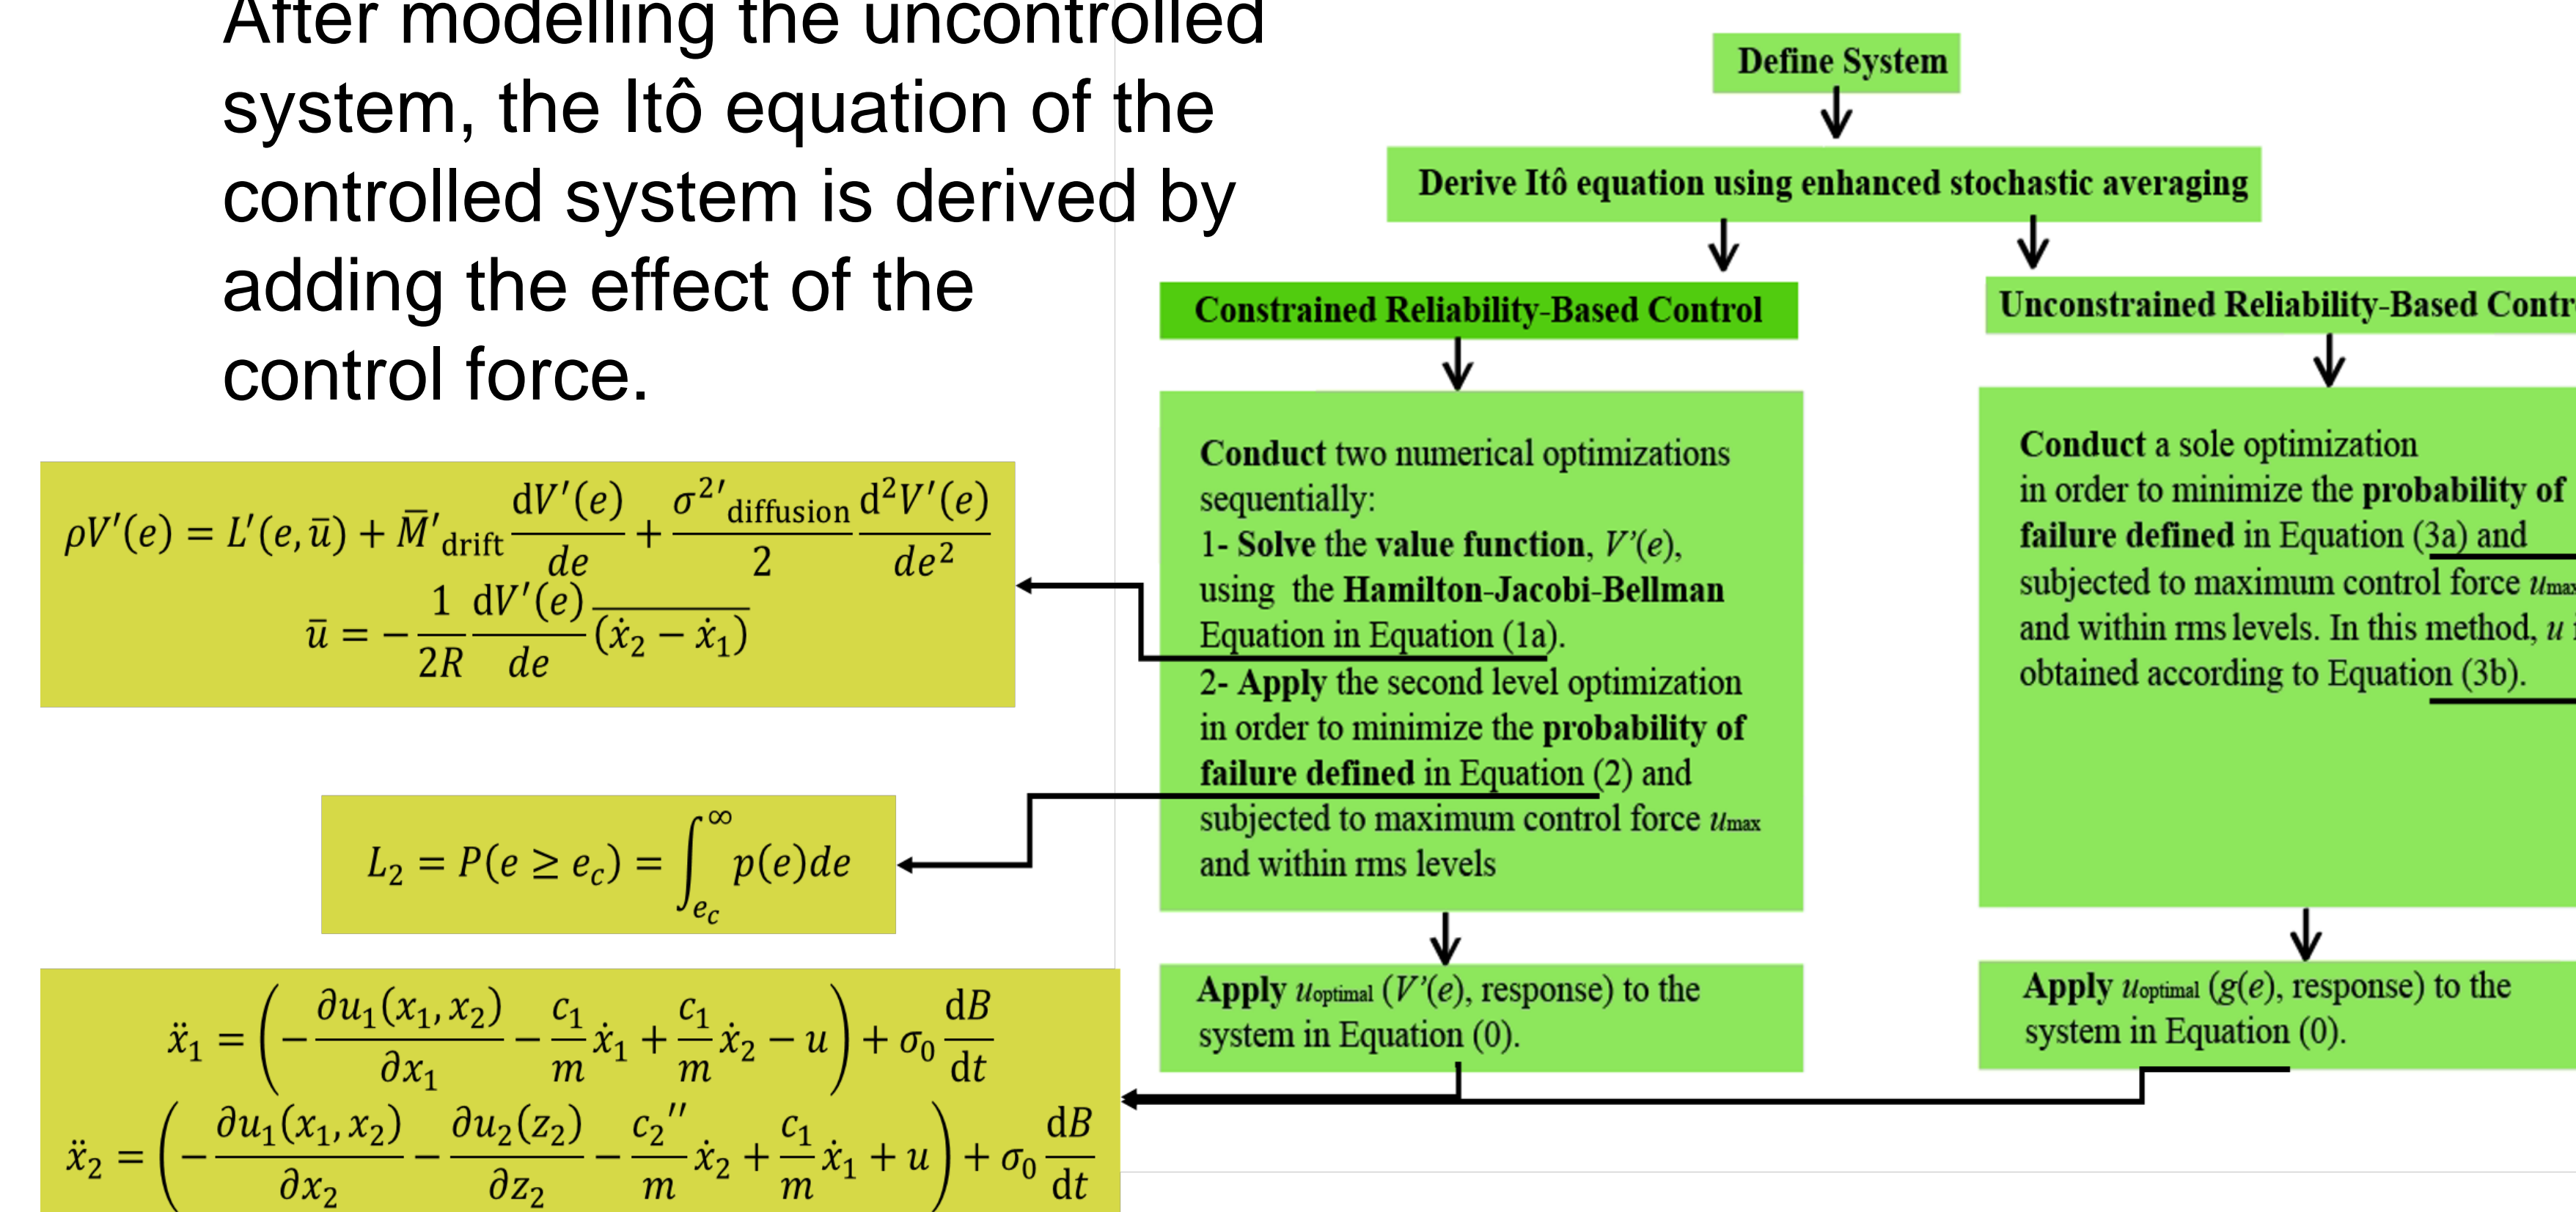 After modelling the uncontrolled
system, the Itô equation of the
controlled system is derived by
adding the effect of the
control force.
ρV′(e) = L′(e, ū) + M̄′drift dV′(e)/de + σ²′diffusion/2 d²V′(e)/de²
ū = − 1/2R dV′(e)/de (ẋ₂ − ẋ₁)‾
L₂ = P(e ≥ e_c) = ∫_{e_c}^∞ p(e)de
ẍ₁ = (− ∂u₁(x₁, x₂)/∂x₁ − c₁/m ẋ₁ + c₁/m ẋ₂ − u) + σ₀ dB/dt
ẍ₂ = (− ∂u₁(x₁, x₂)/∂x₂ − ∂u₂(z₂)/∂z₂ − c₂″/m ẋ₂ + c₁/m ẋ₁ + u) + σ₀ dB/dt
Define System
Derive Itô equation using enhanced stochastic averaging
Constrained Reliability-Based Control
Conduct two numerical optimizations
sequentially:
1- Solve the value function, V’(e),
using the Hamilton-Jacobi-Bellman
Equation in Equation (1a).
2- Apply the second level optimization
in order to minimize the probability of
failure defined in Equation (2) and
subjected to maximum control force umax
and within rms levels
Apply uoptimal (V’(e), response) to the
system in Equation (0).
Unconstrained Reliability-Based Contr
Conduct a sole optimization
in order to minimize the probability of
failure defined in Equation (3a) and
subjected to maximum control force umax
and within rms levels. In this method, u
obtained according to Equation (3b).
Apply uoptimal (g(e), response) to the
system in Equation (0).